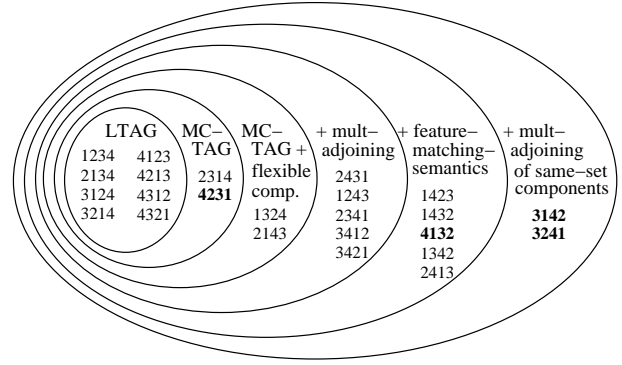 LTAG
1234 4123
2134 4213
3124 4312
3214 4321
MC–
TAG
2314
4231
MC–
TAG +
flexible
comp.
1324
2143
+ mult–
adjoining
2431
1243
2341
3412
3421
+ feature–
matching–
semantics
1423
1432
4132
1342
2413
+ mult–
adjoining
of same–set
components
3142
3241